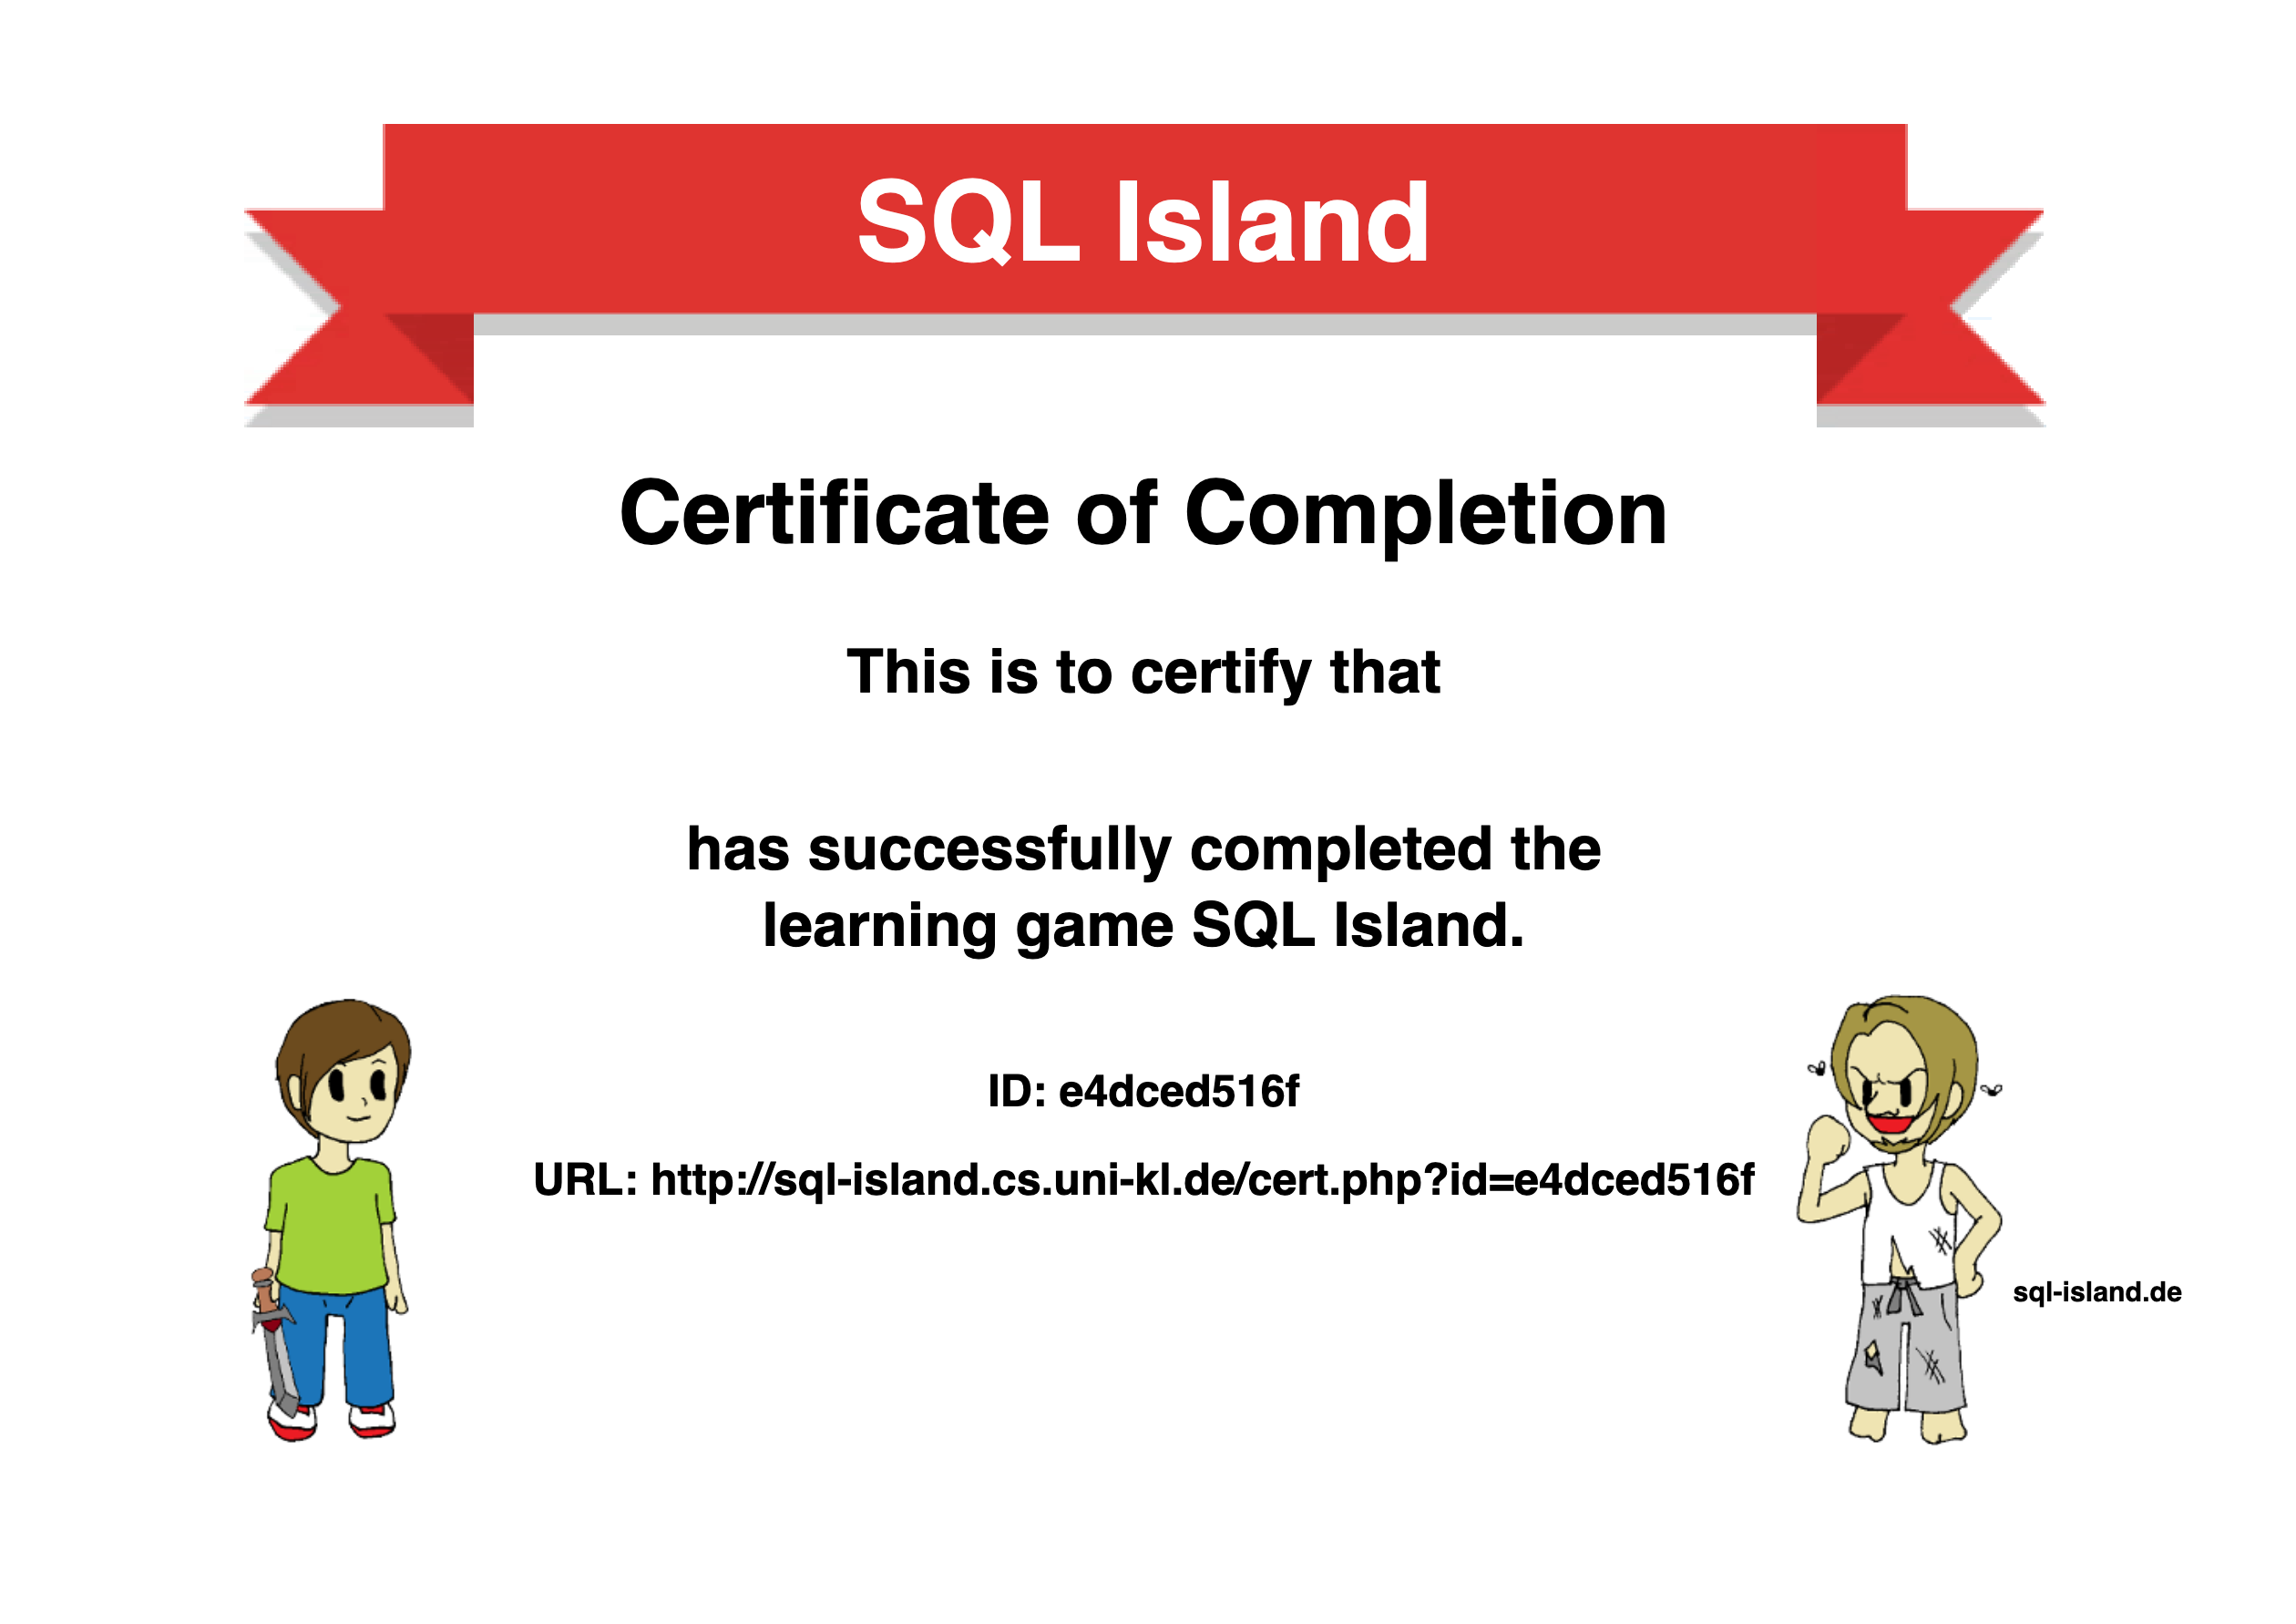 SQL Island
Certificate of Completion
This is to certify that
has successfully completed the
learning game SQL Island.
ID: e4dced516f
URL: http://sql-island.cs.uni-kl.de/cert.php?id=e4dced516f
sql-island.de